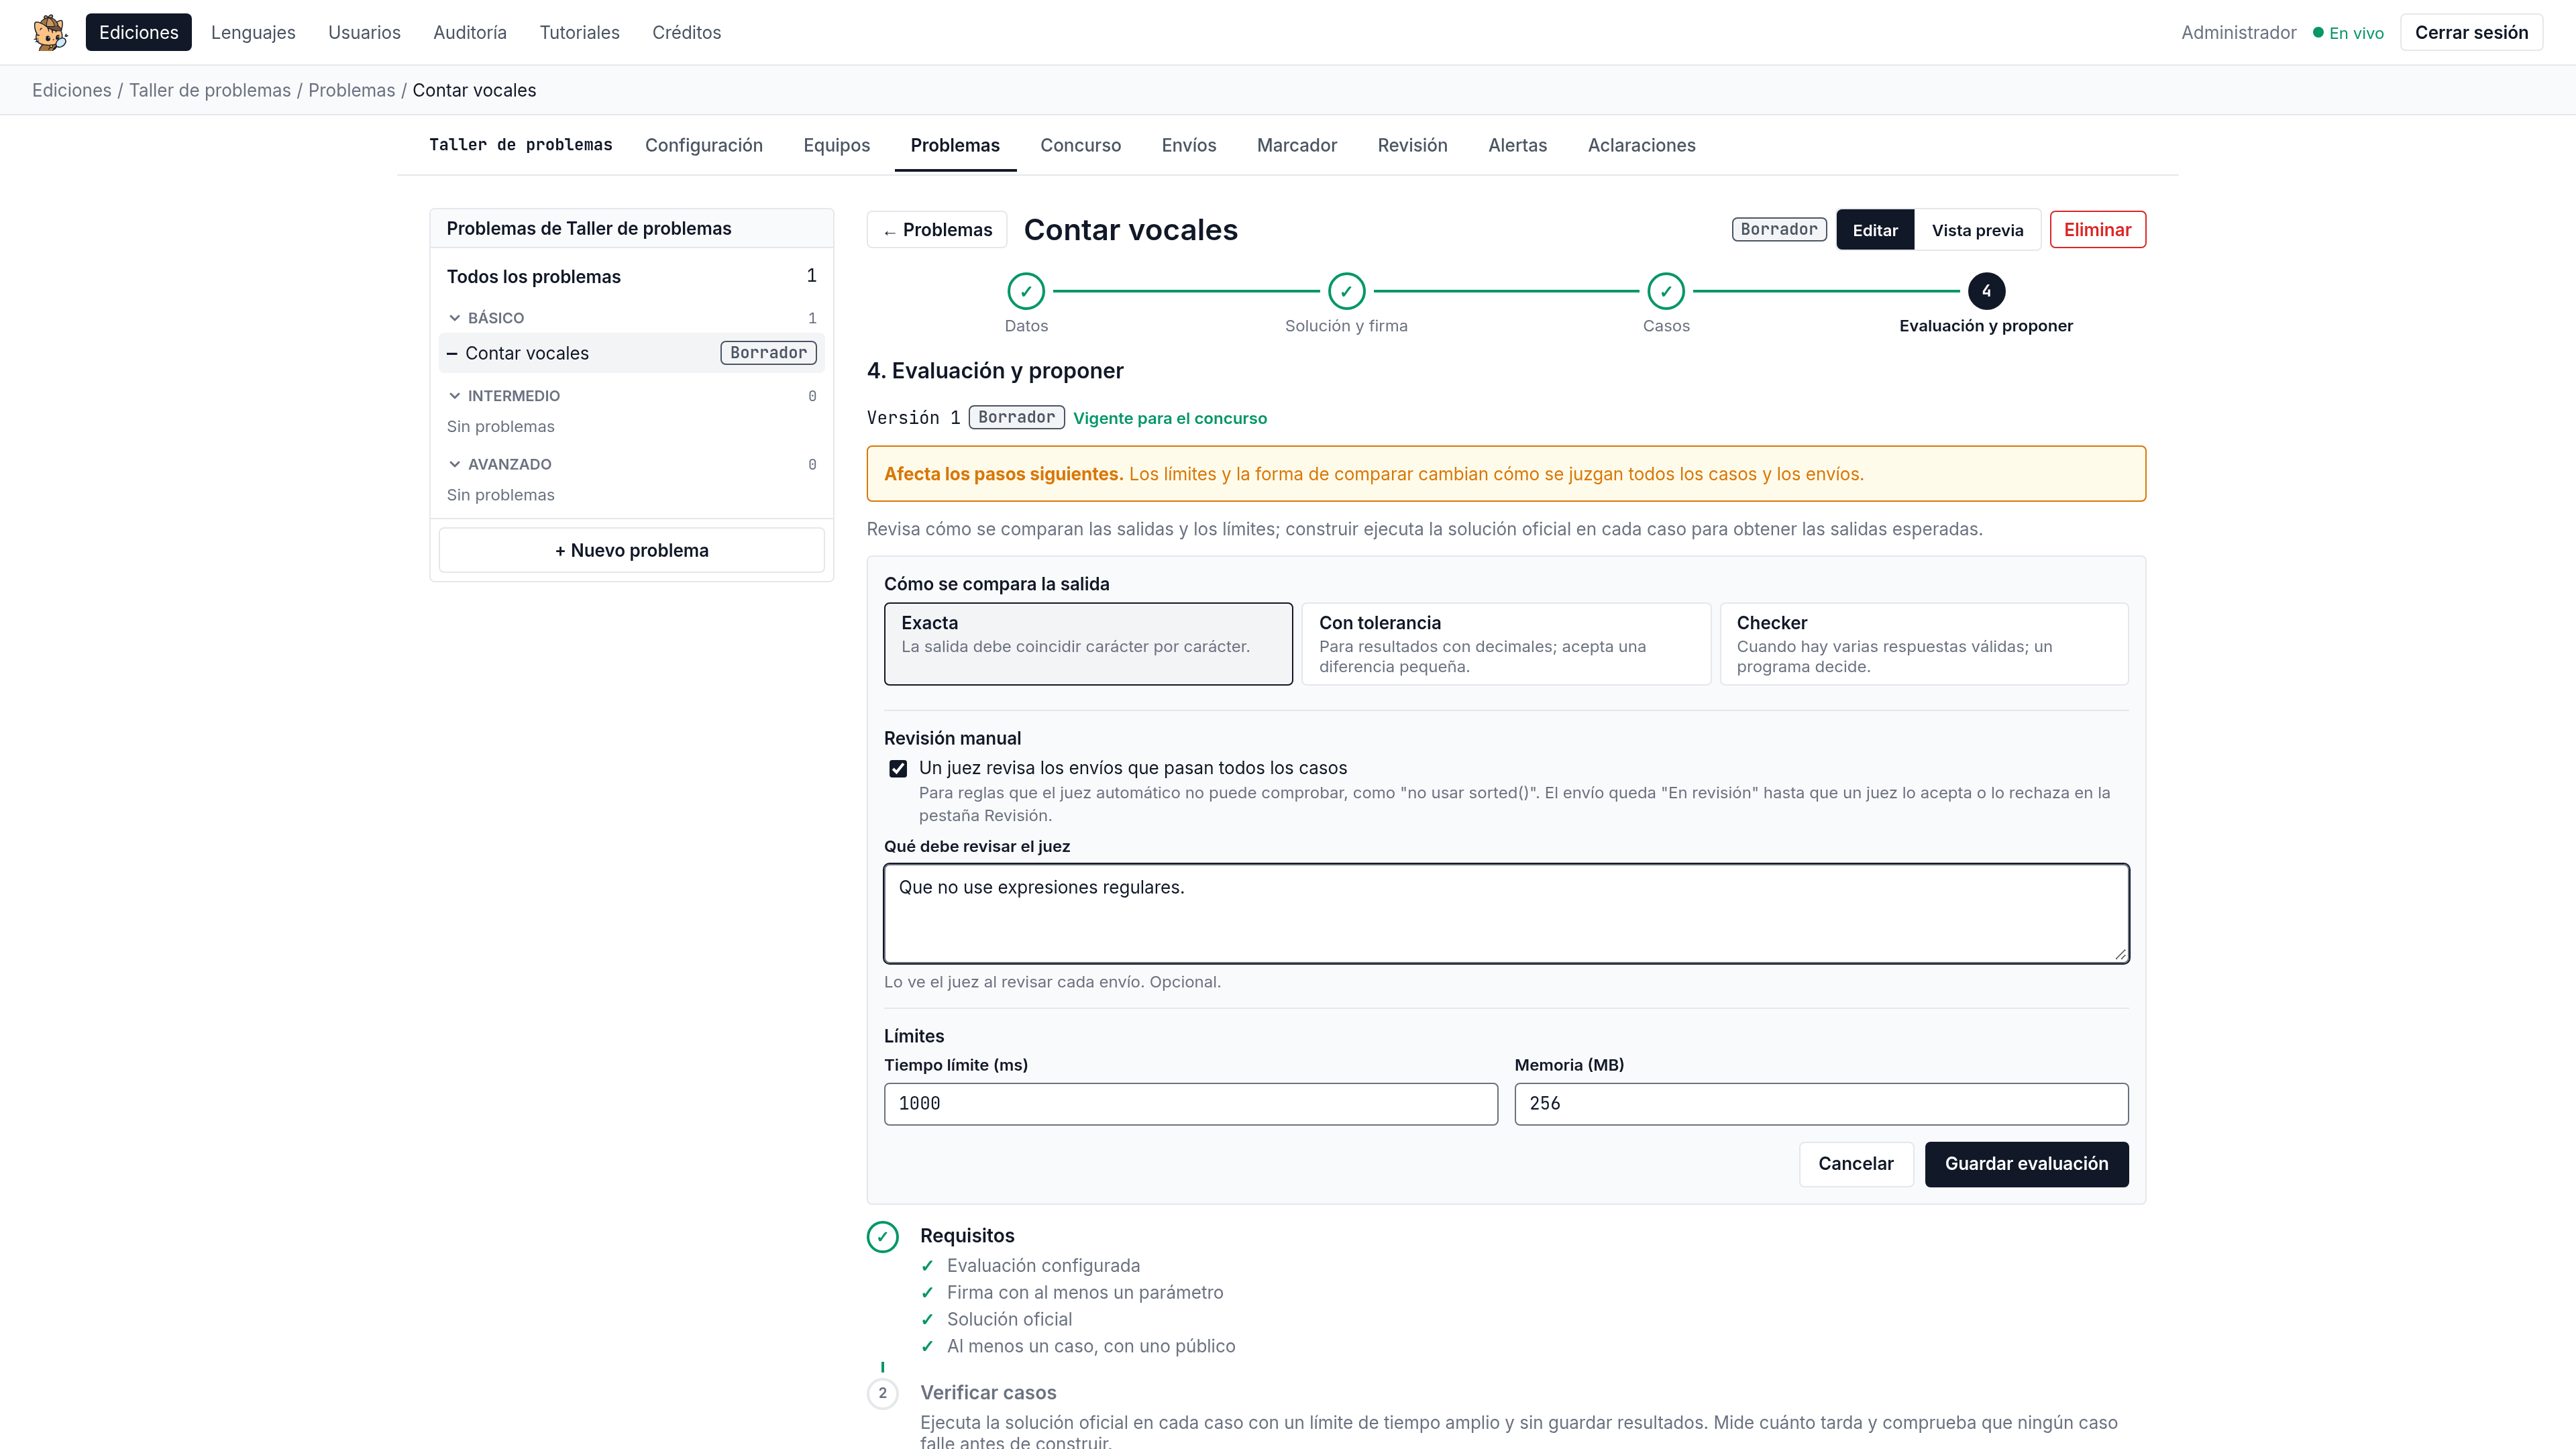 Ediciones Lenguajes Usuarios Auditoría Tutoriales Créditos Administrador En vivo Cerrar sesión
Ediciones / Taller de problemas / Problemas / Contar vocales
Taller de problemas Configuración Equipos Problemas Concurso Envíos Marcador Revisión Alertas Aclaraciones
Problemas de Taller de problemas
Todos los problemas 1
BÁSICO 1
– Contar vocales Borrador
INTERMEDIO 0
Sin problemas
AVANZADO 0
Sin problemas
+ Nuevo problema
← Problemas Contar vocales Borrador Editar Vista previa Eliminar
✓ ✓ ✓ 4
Datos Solución y firma Casos Evaluación y proponer
4. Evaluación y proponer
Versión 1 Borrador Vigente para el concurso
Afecta los pasos siguientes. Los límites y la forma de comparar cambian cómo se juzgan todos los casos y los envíos.
Revisa cómo se comparan las salidas y los límites; construir ejecuta la solución oficial en cada caso para obtener las salidas esperadas.
Cómo se compara la salida
Exacta
La salida debe coincidir carácter por carácter.
Con tolerancia
Para resultados con decimales; acepta una
diferencia pequeña.
Checker
Cuando hay varias respuestas válidas; un
programa decide.
Revisión manual
Un juez revisa los envíos que pasan todos los casos
Para reglas que el juez automático no puede comprobar, como "no usar sorted()". El envío queda "En revisión" hasta que un juez lo acepta o lo rechaza en la
pestaña Revisión.
Qué debe revisar el juez
Que no use expresiones regulares.
Lo ve el juez al revisar cada envío. Opcional.
Límites
Tiempo límite (ms) Memoria (MB)
1000 256
Cancelar Guardar evaluación
✓ Requisitos
✓ Evaluación configurada
✓ Firma con al menos un parámetro
✓ Solución oficial
✓ Al menos un caso, con uno público
2 Verificar casos
Ejecuta la solución oficial en cada caso con un límite de tiempo amplio y sin guardar resultados. Mide cuánto tarda y comprueba que ningún caso
falle antes de construir.